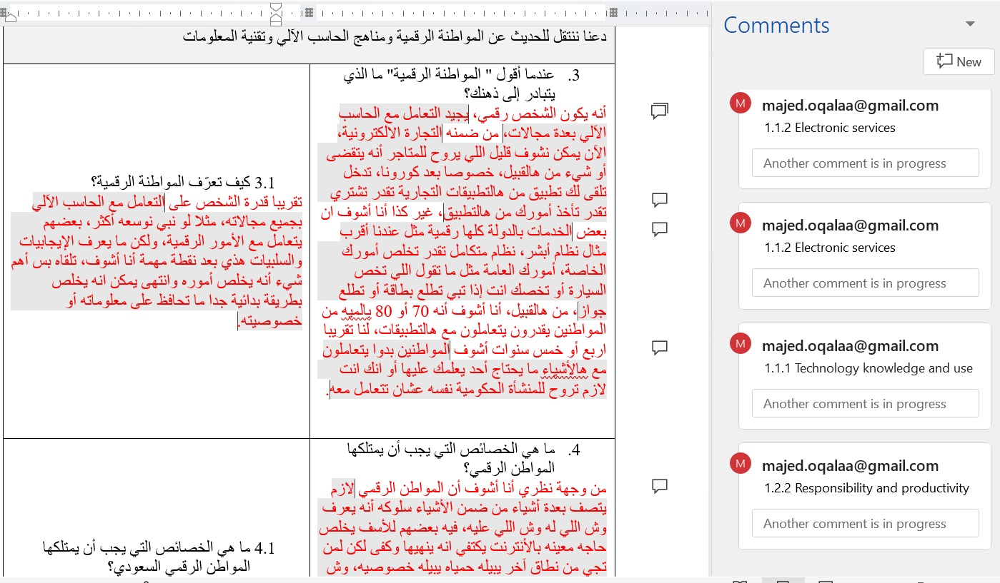 دعنا ننتقل للحديث عن المواطنة الرقمية ومناهج الحاسب الآلي وتقنية المعلومات
3. عندما أقول " المواطنة الرقمية" ما الذي
يتبادر إلى ذهنك؟
أنه يكون الشخص رقمي، يجيد التعامل مع الحاسب
الآلي بعدة مجالات، من ضمنه التجارة الالكترونية،
الآن يمكن نشوف قليل اللي يروح للمتاجر أنه يتقضى
أو شيء من هالقبيل، خصوصا بعد كورونا، تدخل
تلقى لك تطبيق من هالتطبيقات التجارية تقدر تشتري
تقدر تأخذ أمورك من هالتطبيق، غير كذا أنا أشوف ان
بعض الخدمات بالدولة كلها رقمية مثل عندنا أقرب
مثال نظام أبشر، نظام متكامل تقدر تخلص أمورك
الخاصة، أمورك العامة مثل ما تقول اللي تخص
السيارة أو تخصك انت إذا تبي تطلع بطاقة أو تطلع
جواز، من هالقبيل، أنا أشوف أنه 70 أو 80 بالميه من
المواطنين يقدرون يتعاملون مع هالتطبيقات، لنا تقريبا
اربع أو خمس سنوات أشوف المواطنين بدوا يتعاملون
مع هالأشياء ما يحتاج أحد يعلمك عليها أو انك انت
لازم تروح للمنشأة الحكومية نفسه عشان تتعامل معه.
3.1 كيف تعرّف المواطنة الرقمية؟
تقريبا قدرة الشخص على التعامل مع الحاسب الآلي
بجميع مجالاته، مثلا لو نبي نوسعه أكثر، بعضهم
يتعامل مع الأمور الرقمية، ولكن ما يعرف الإيجابيات
والسلبيات هذي بعد نقطة مهمة أنا أشوف، تلقاه بس أهم
شيء أنه يخلص أموره وانتهى يمكن انه يخلص
بطريقة بدائية جدا ما تحافظ على معلوماته أو
خصوصيته.
4. ما هي الخصائص التي يجب أن يمتلكها
المواطن الرقمي؟
من وجهة نظري أنا أشوف أن المواطن الرقمي لازم
يتصف بعدة أشياء من ضمن الأشياء سلوكه أنه يعرف
وش اللي له وش اللي عليه، فيه بعضهم للأسف يخلص
حاجه معينه بالأنترنت يكتفي انه ينهيها وكفى لكن لمن
تجي من نطاق آخر يبيله حمياه يبيله خصوصيه، وش
4.1 ما هي الخصائص التي يجب أن يمتلكها
المواطن الرقمي السعودي؟
Comments
New
M majed.oqalaa@gmail.com
1.1.2 Electronic services
Another comment is in progress
M majed.oqalaa@gmail.com
1.1.2 Electronic services
Another comment is in progress
M majed.oqalaa@gmail.com
1.1.1 Technology knowledge and use
Another comment is in progress
M majed.oqalaa@gmail.com
1.2.2 Responsibility and productivity
Another comment is in progress